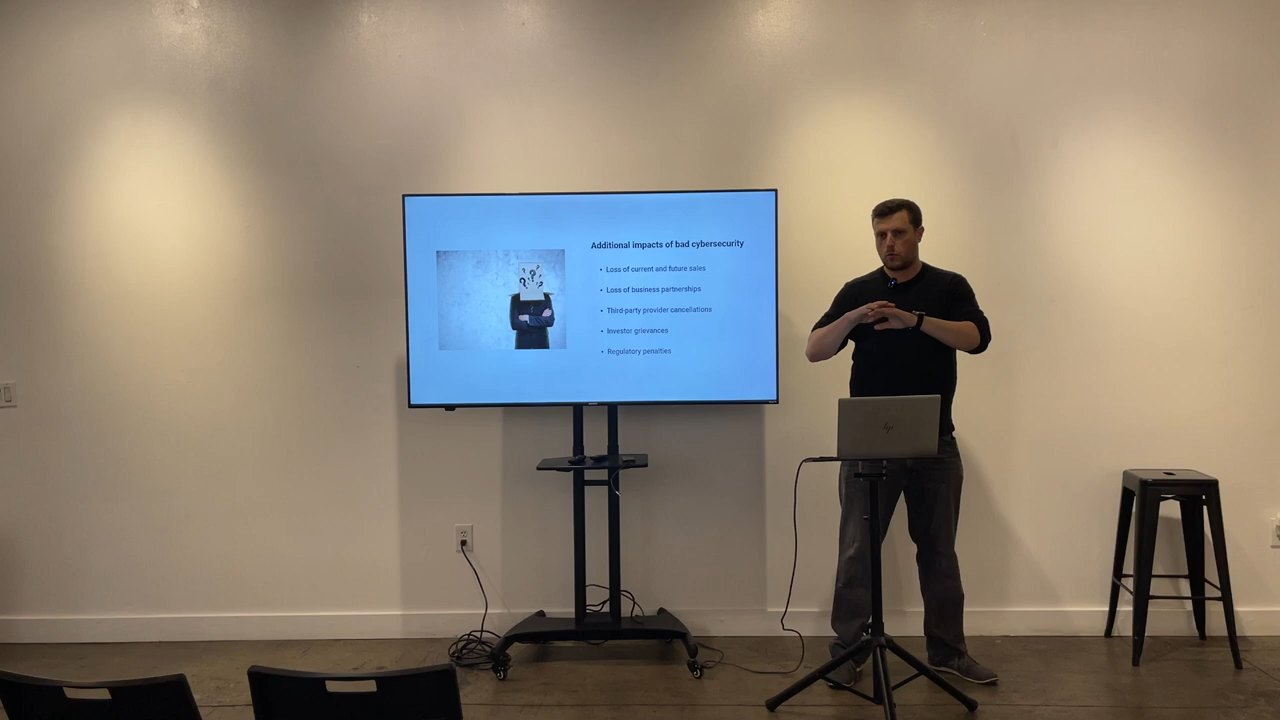 Additional impacts of bad cybersecurity
• Loss of current and future sales
• Loss of business partnerships
• Third-party provider cancellations
• Investor grievances
• Regulatory penalties
hp